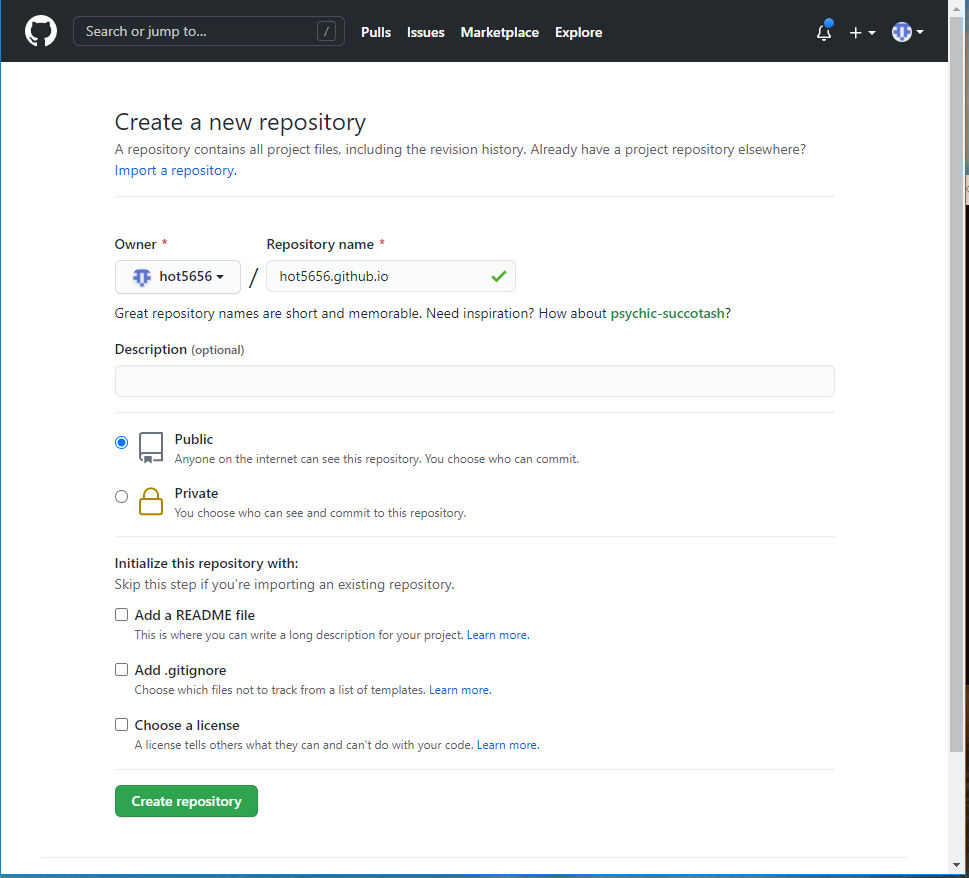 Search or jump to... / Pulls Issues Marketplace Explore
Create a new repository
A repository contains all project files, including the revision history. Already have a project repository elsewhere?
Import a repository.
Owner * Repository name *
hot5656 / hot5656.github.io
Great repository names are short and memorable. Need inspiration? How about psychic-succotash?
Description (optional)
Public
Anyone on the internet can see this repository. You choose who can commit.
Private
You choose who can see and commit to this repository.
Initialize this repository with:
Skip this step if you’re importing an existing repository.
Add a README file
This is where you can write a long description for your project. Learn more.
Add .gitignore
Choose which files not to track from a list of templates. Learn more.
Choose a license
A license tells others what they can and can't do with your code. Learn more.
Create repository